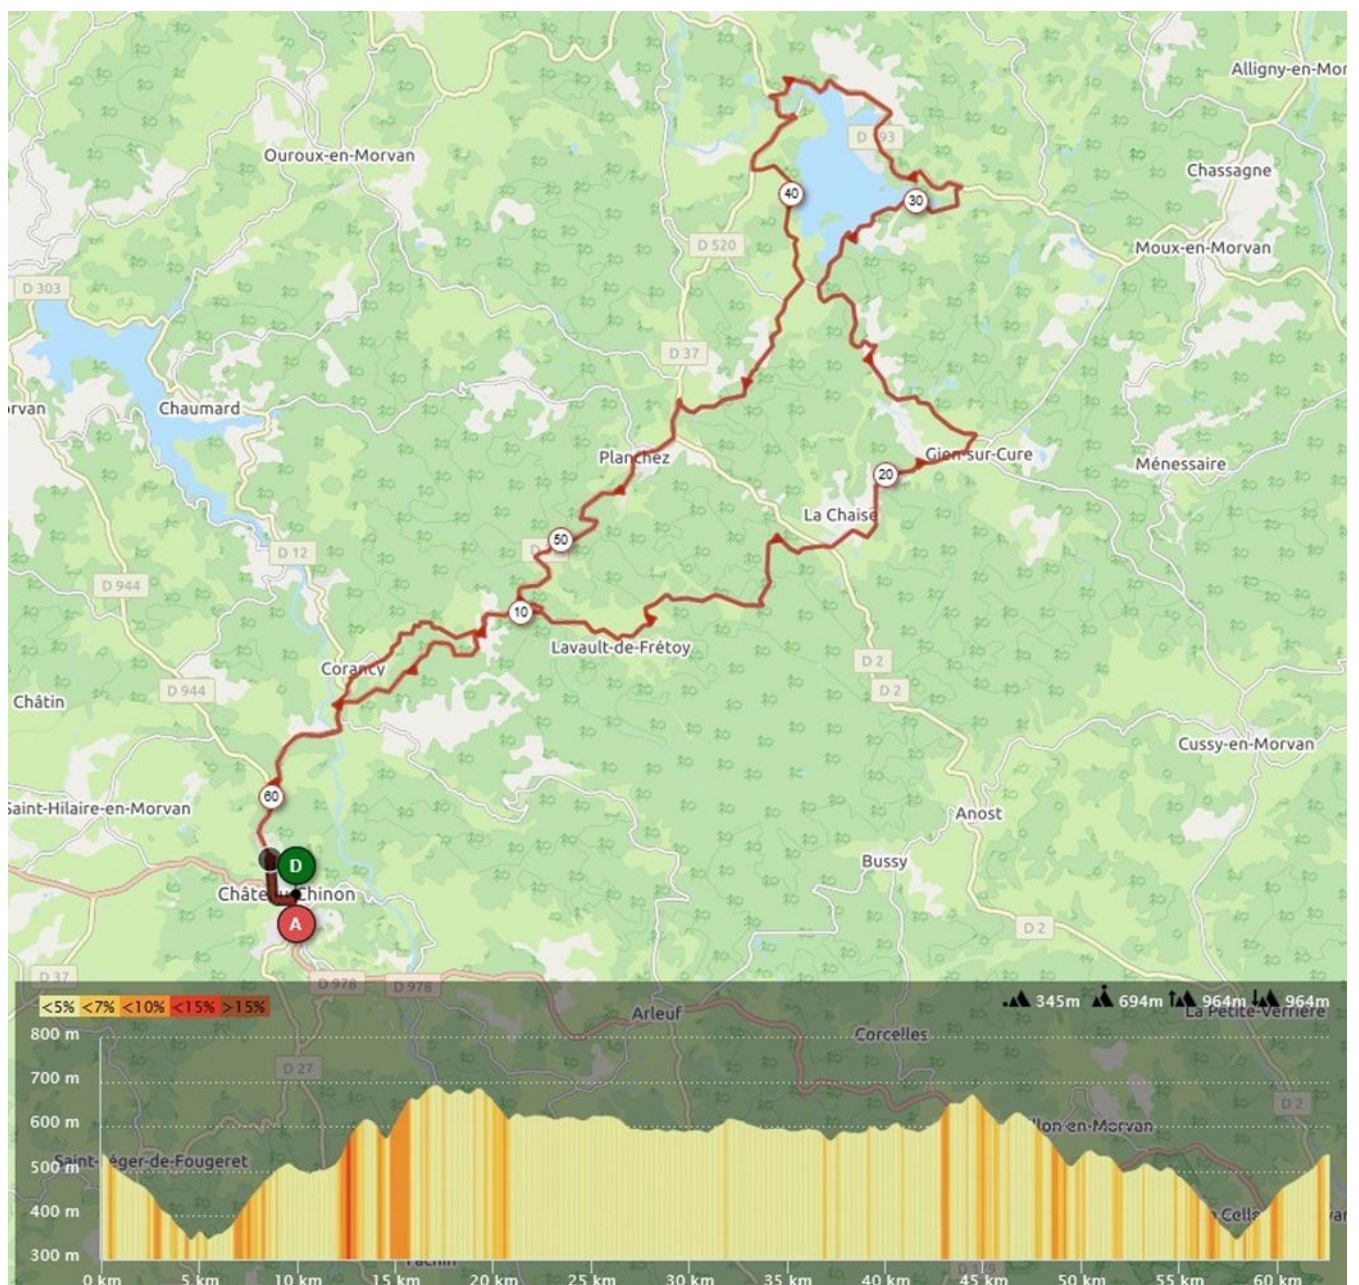 Alligny-en-Mor
Ouroux-en-Morvan
D 193
Chassagne
40
30
D 520
Moux-en-Morvan
D 303
D 37
orvan
Chaumard
Planchez
Gien-sur-Cure
Ménessaire
20
La Chaise
50
D 12
D 944
10
Lavault-de-Frétoy
Corancy
D 2
D 944
D 2
Châtin
Cussy-en-Morvan
60
Saint-Hilaire-en-Morvan
Anost
D
Bussy
Château-Chinon
A
D 2
D 37
D 978
D 978
<5% <7% <10% <15% >15%
345m 694m 964m 964m
Arleuf
La Petite-Verrière
800 m
Corcelles
D 27
700 m
D 2
600 m
llon-en-Morvan
Saint-Léger-de-Fougeret
500 m
400 m
300 m
0 km 5 km 10 km 15 km 20 km 25 km 30 km 35 km 40 km 45 km 50 km 55 km 60 km